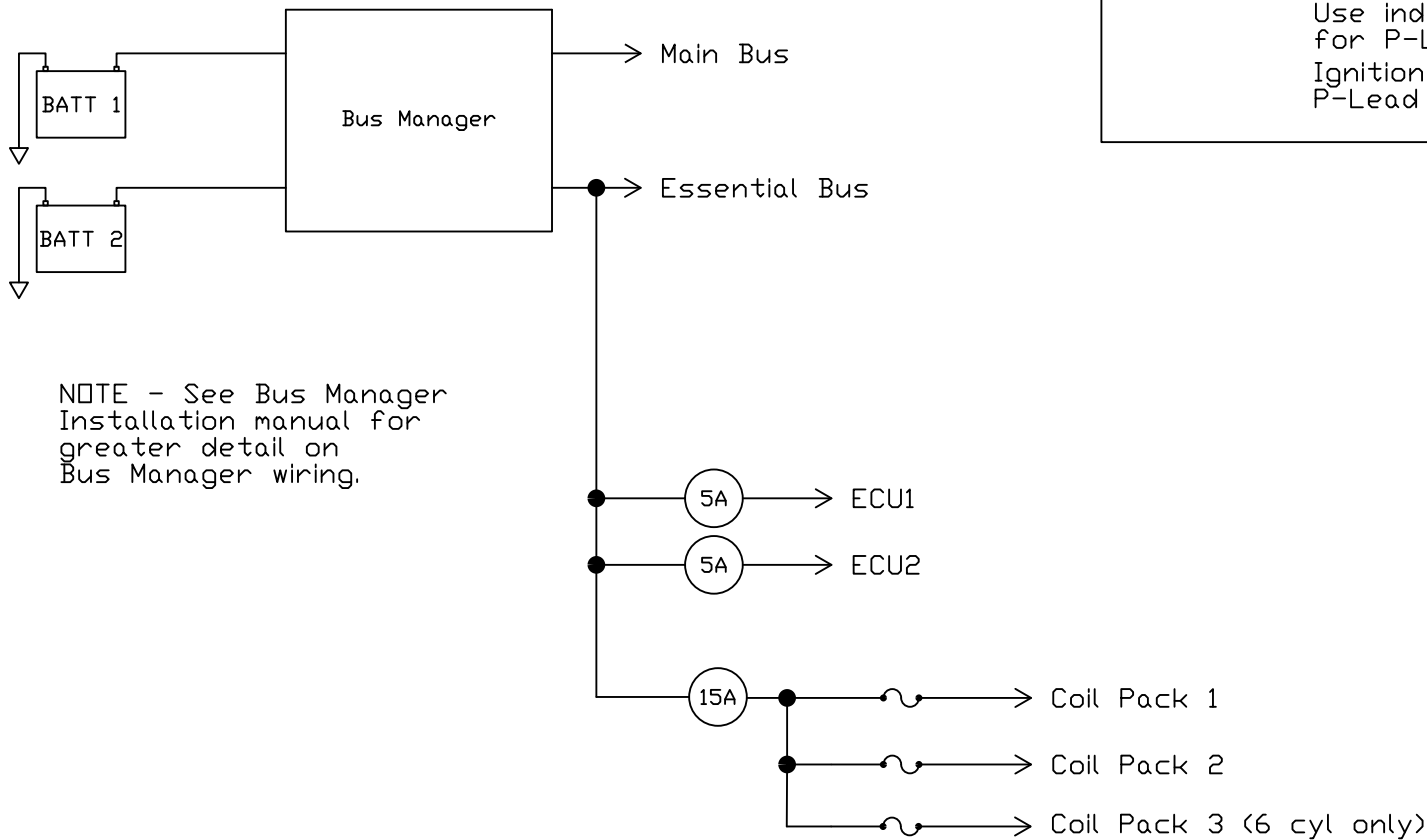 Use ind
for P-L
Ignition
P-Lead
Main Bus
BATT 1
Bus Manager
Essential Bus
BATT 2
NOTE - See Bus Manager
Installation manual for
greater detail on
Bus Manager wiring.
5A
ECU1
5A
ECU2
15A
Coil Pack 1
Coil Pack 2
Coil Pack 3 (6 cyl only)